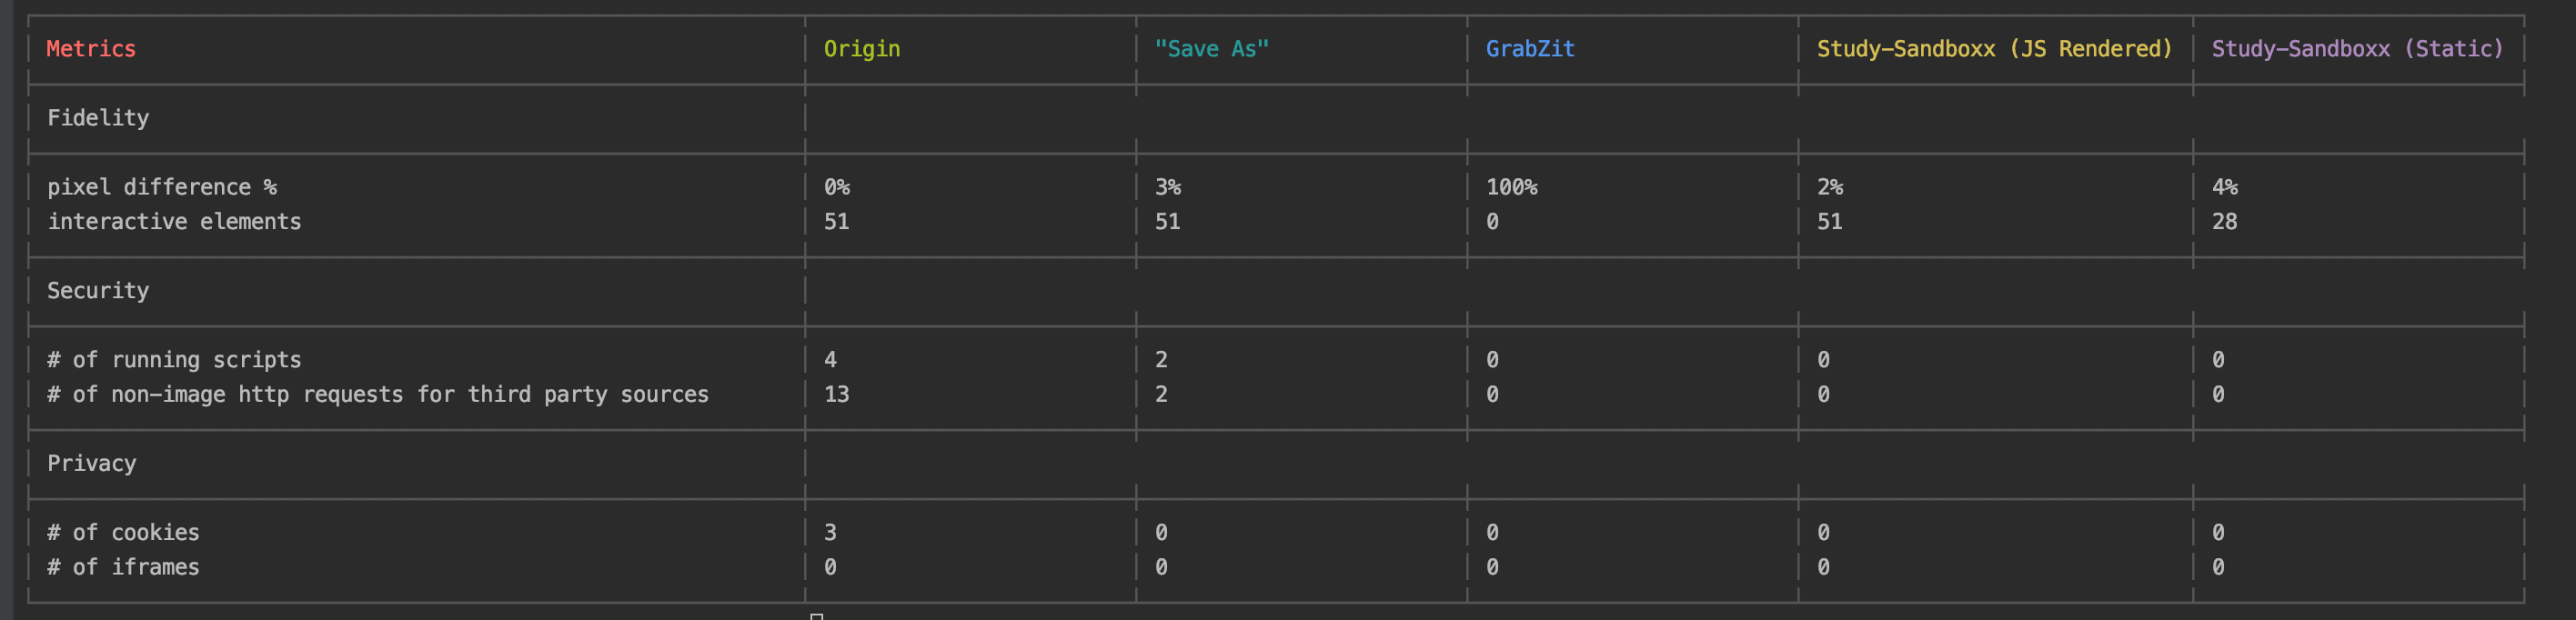 Metrics Origin "Save As" GrabZit Study-Sandboxx (JS Rendered) Study-Sandboxx (Static)
Fidelity
pixel difference % 0% 3% 100% 2% 4%
interactive elements 51 51 0 51 28
Security
# of running scripts 4 2 0 0 0
# of non-image http requests for third party sources 13 2 0 0 0
Privacy
# of cookies 3 0 0 0 0
# of iframes 0 0 0 0 0